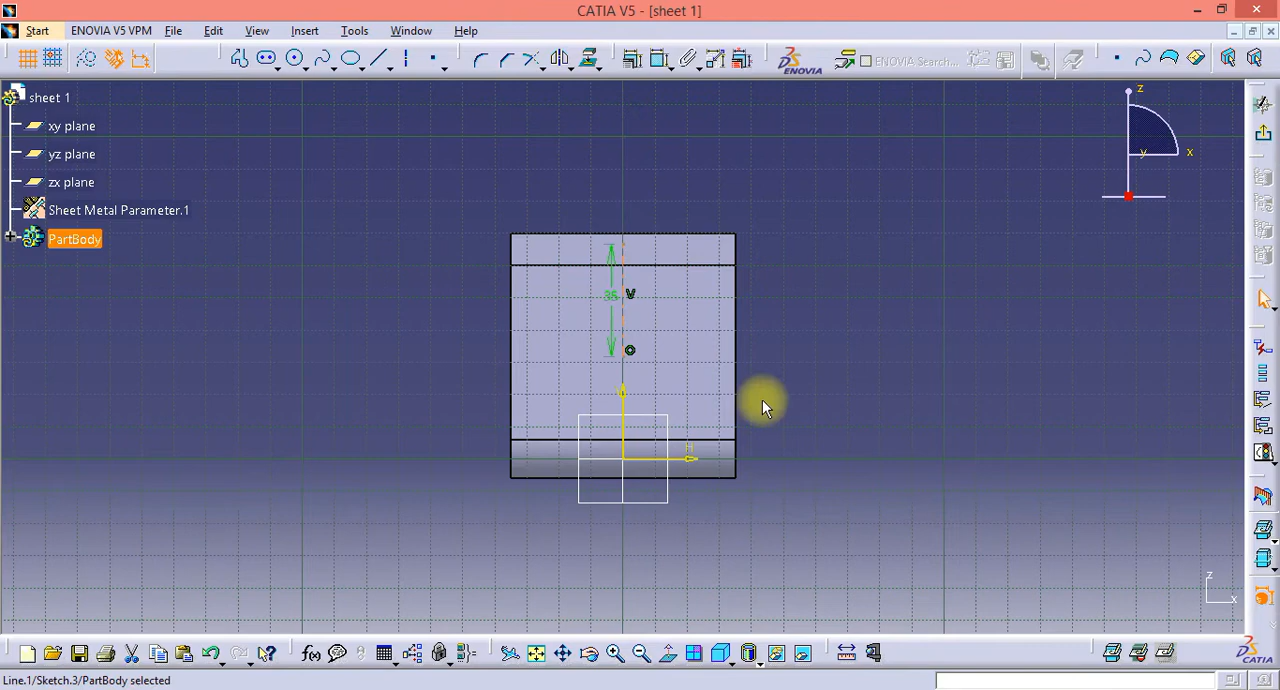 CATIA V5 - [sheet 1]
Start ENOVIA V5 VPM File Edit Insert Tools Window Help
ENOVIA
ENOVIA Search...
sheet 1
xy plane
yz plane
zx plane
Sheet Metal Parameter.1
PartBody
z
y
x
35
V
H
z
x
f(x)
CATIA
Line.1/Sketch.3/PartBody selected